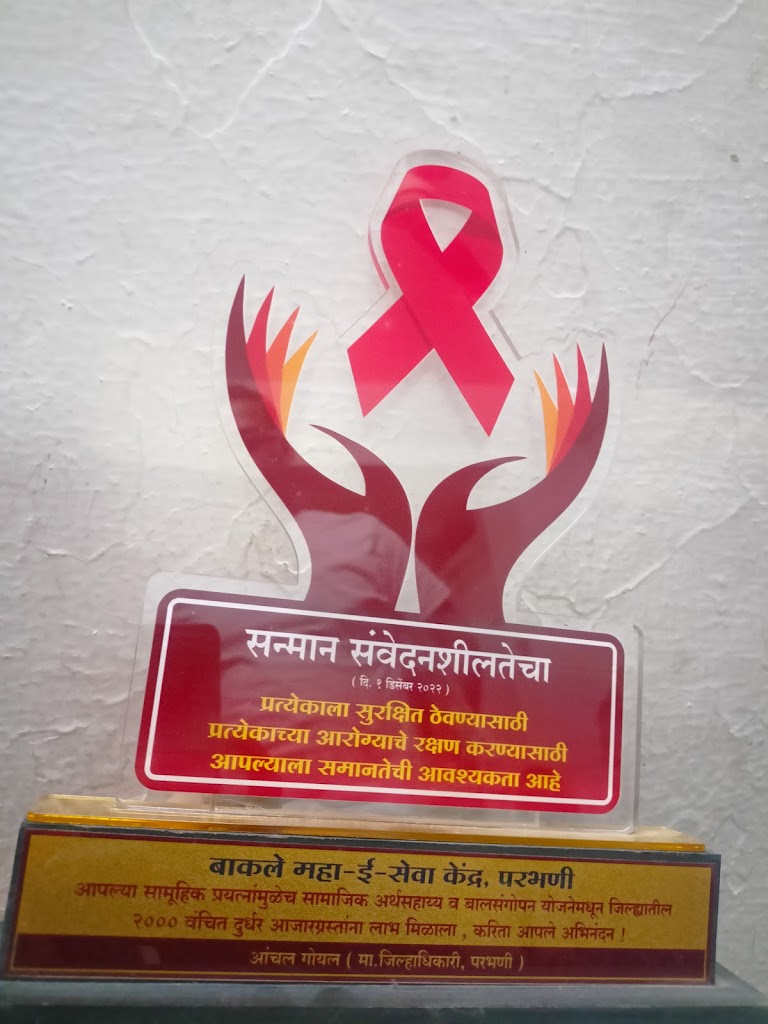 सन्मान संवेदनशीलतेचा
( दि. १ डिसेंबर २०२२ )
प्रत्येकाला सुरक्षित ठेवण्यासाठी
प्रत्येकाच्या आरोग्याचे रक्षण करण्यासाठी
आपल्याला समानतेची आवश्यकता आहे
बाकले महा-ई-सेवा केंद्र, परभणी
आपल्या सामूहिक प्रयत्नांमुळेच सामाजिक अर्थसहाय्य व बालसंगोपन योजनेमधून जिल्ह्यातील
२००० वंचित दुर्धर आजारग्रस्तांना लाभ मिळाला , करिता आपले अभिनंदन !
आंचल गोयल ( मा.जिल्हाधिकारी, परभणी )